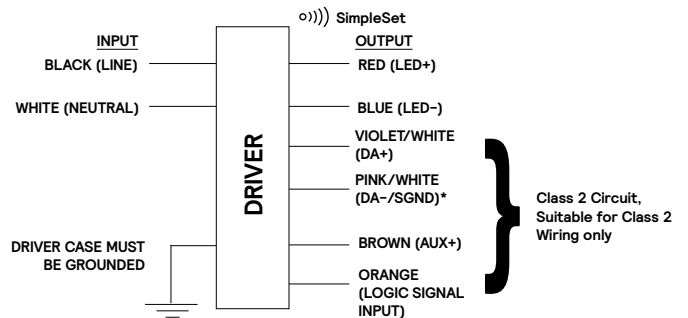 SimpleSet
INPUT
OUTPUT
BLACK (LINE)
RED (LED+)
WHITE (NEUTRAL)
BLUE (LED-)
DRIVER
VIOLET/WHITE
(DA+)
PINK/WHITE
(DA-/SGND)*
Class 2 Circuit,
Suitable for Class 2
Wiring only
DRIVER CASE MUST
BE GROUNDED
BROWN (AUX+)
ORANGE
(LOGIC SIGNAL
INPUT)